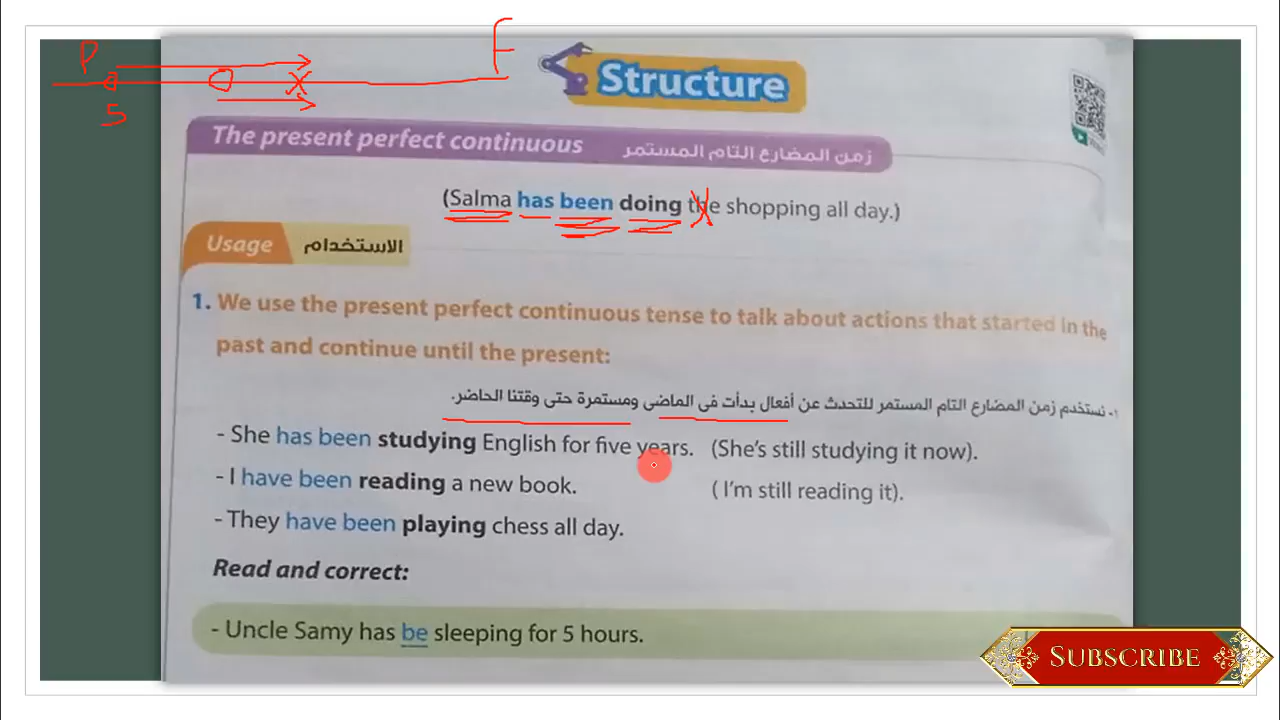 P
F
5
Structure
The present perfect continuous زمن المضارع التام المستمر
(Salma has been doing the shopping all day.)
Usage الاستخدام
1. We use the present perfect continuous tense to talk about actions that started in the
past and continue until the present:
١- نستخدم زمن المضارع التام المستمر للتحدث عن أفعال بدأت فى الماضى ومستمرة حتى وقتنا الحاضر.
- She has been studying English for five years. (She's still studying it now).
- I have been reading a new book. ( I'm still reading it).
- They have been playing chess all day.
Read and correct:
- Uncle Samy has be sleeping for 5 hours.
SUBSCRIBE